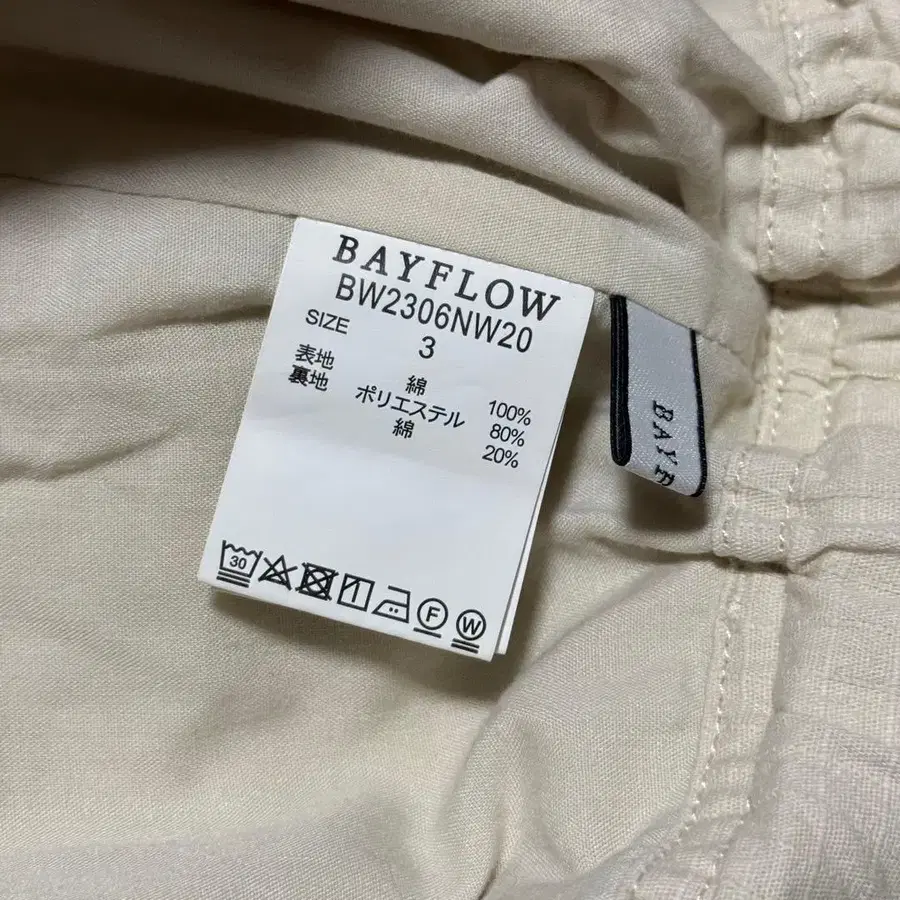 BAYFLOW
BW2306NW20
SIZE 3
表地 綿 100%
裏地 ポリエステル 80%
綿 20%
30
F
W
BAYF